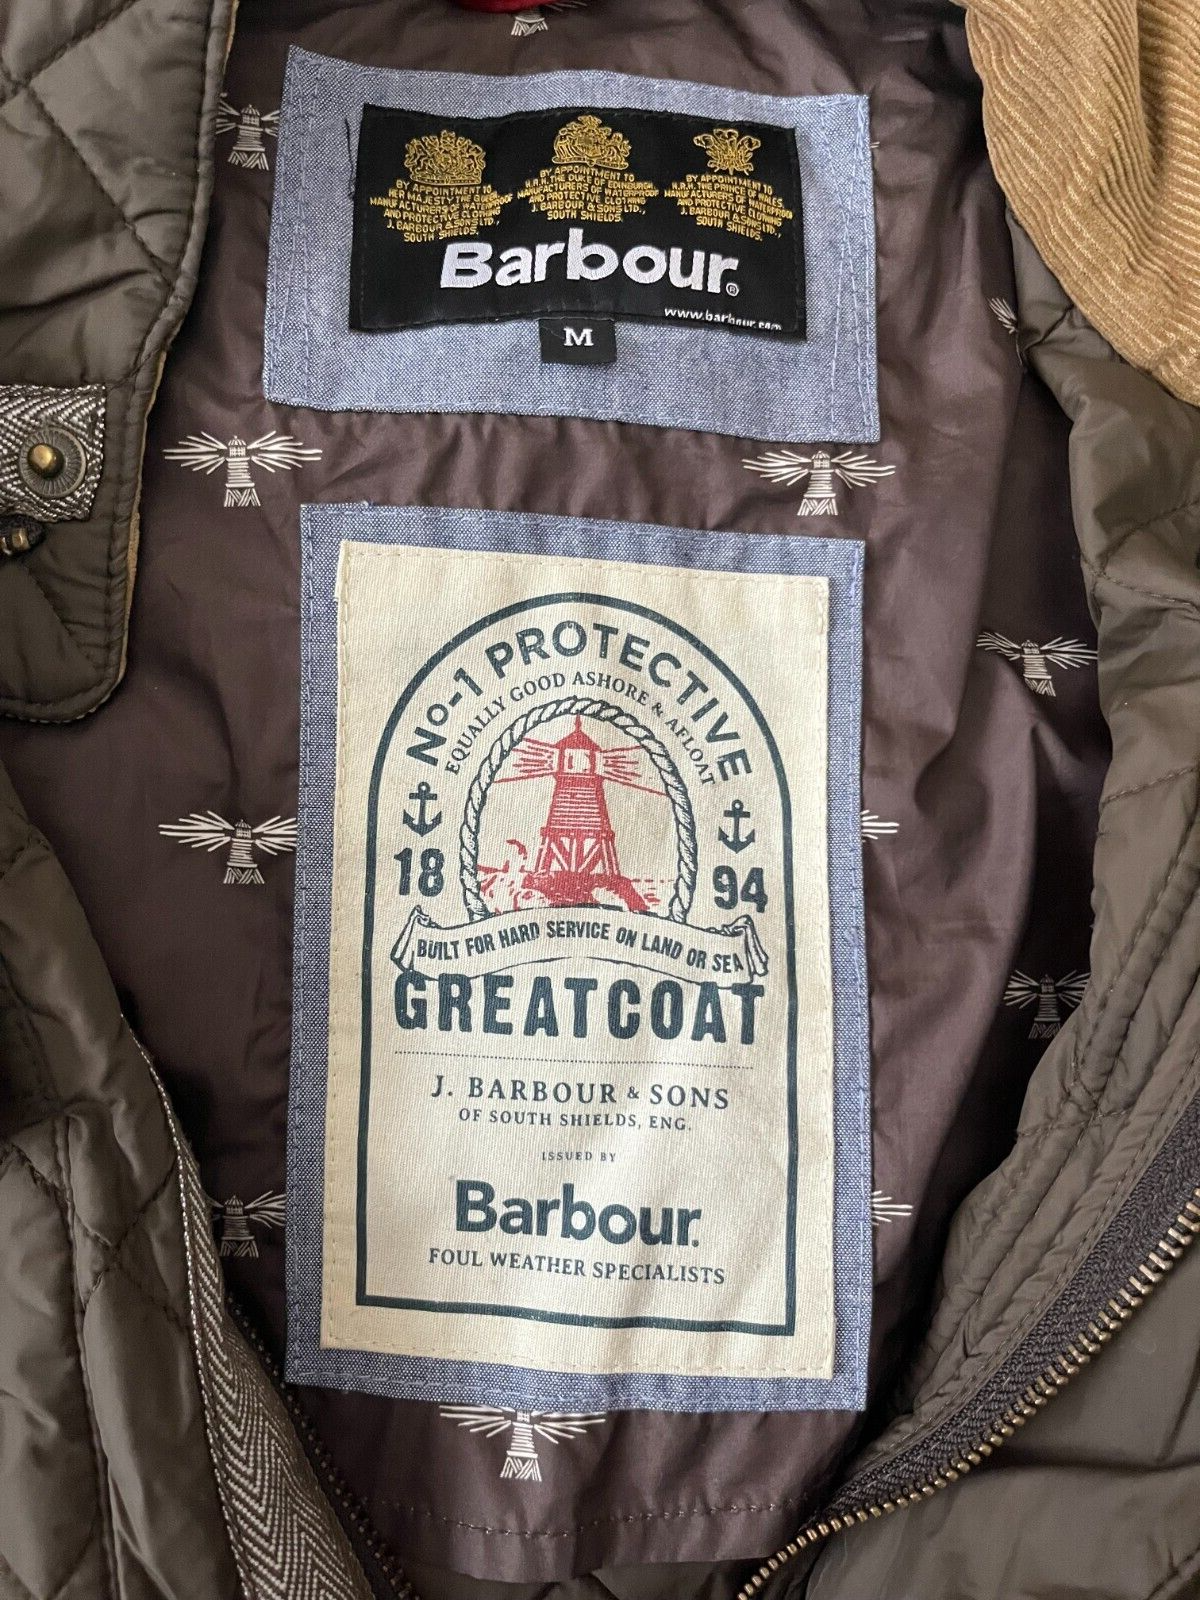 BY APPOINTMENT TO
HER MAJESTY THE QUEEN
MANUFACTURERS OF WATERPROOF
AND PROTECTIVE CLOTHING
J. BARBOUR & SONS LTD.,
SOUTH SHIELDS.
BY APPOINTMENT TO
H.R.H. THE DUKE OF EDINBURGH
MANUFACTURERS OF WATERPROOF
AND PROTECTIVE CLOTHING
J. BARBOUR & SONS LTD.
SOUTH SHIELDS.
BY APPOINTMENT TO
H.R.H. THE PRINCE OF WALES
MANUFACTURERS OF WATERPROOF
AND PROTECTIVE CLOTHING
J. BARBOUR & SONS LTD.,
SOUTH SHIELDS.
Barbour®
www.barbour.com
M
No-1 PROTECTIVE
EQUALLY GOOD ASHORE & AFLOAT
18 94
BUILT FOR HARD SERVICE ON LAND OR SEA
GREATCOAT
J. BARBOUR & SONS
OF SOUTH SHIELDS, ENG.
ISSUED BY
Barbour.
FOUL WEATHER SPECIALISTS